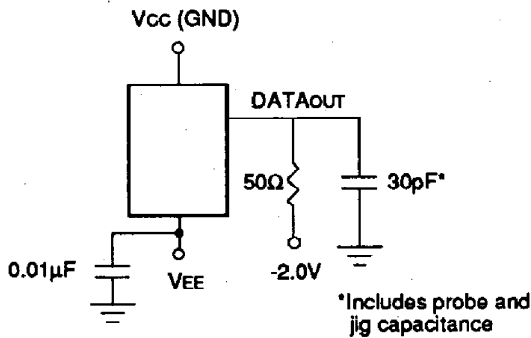 VCC (GND)
DATAOUT
50Ω
30pF*
0.01µF
VEE
-2.0V
*Includes probe and
jig capacitance